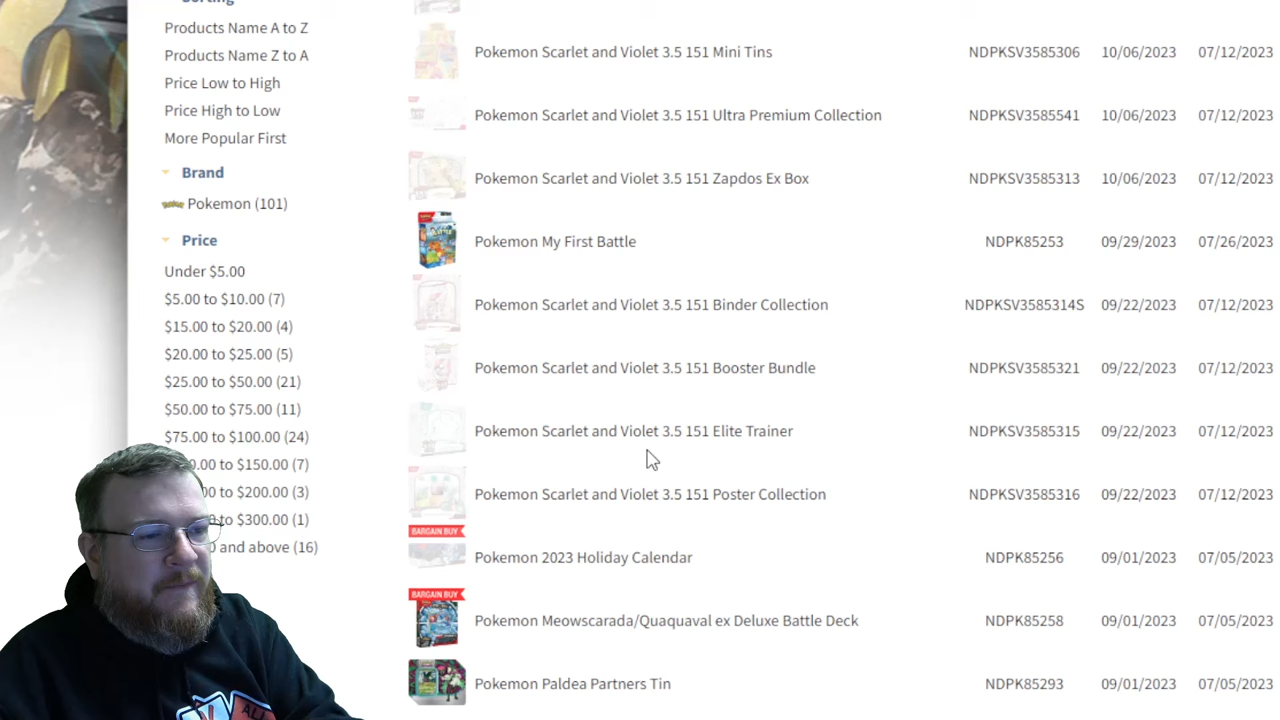 Sorting
Products Name A to Z
Products Name Z to A
Price Low to High
Price High to Low
More Popular First
Brand
Pokemon (101)
Price
Under $5.00
$5.00 to $10.00 (7)
$15.00 to $20.00 (4)
$20.00 to $25.00 (5)
$25.00 to $50.00 (21)
$50.00 to $75.00 (11)
$75.00 to $100.00 (24)
to $150.00 (7)
to $200.00 (3)
to $300.00 (1)
and above (16)
Pokemon Scarlet and Violet 3.5 151 Mini Tins NDPKSV3585306 10/06/2023 07/12/2023
Pokemon Scarlet and Violet 3.5 151 Ultra Premium Collection NDPKSV3585541 10/06/2023 07/12/2023
Pokemon Scarlet and Violet 3.5 151 Zapdos Ex Box NDPKSV3585313 10/06/2023 07/12/2023
Pokemon My First Battle NDPK85253 09/29/2023 07/26/2023
Pokemon Scarlet and Violet 3.5 151 Binder Collection NDPKSV3585314S 09/22/2023 07/12/2023
Pokemon Scarlet and Violet 3.5 151 Booster Bundle NDPKSV3585321 09/22/2023 07/12/2023
Pokemon Scarlet and Violet 3.5 151 Elite Trainer NDPKSV3585315 09/22/2023 07/12/2023
Pokemon Scarlet and Violet 3.5 151 Poster Collection NDPKSV3585316 09/22/2023 07/12/2023
BARGAIN BUY
Pokemon 2023 Holiday Calendar NDPK85256 09/01/2023 07/05/2023
BARGAIN BUY
Pokemon Meowscarada/Quaquaval ex Deluxe Battle Deck NDPK85258 09/01/2023 07/05/2023
Pokemon Paldea Partners Tin NDPK85293 09/01/2023 07/05/2023
ALL